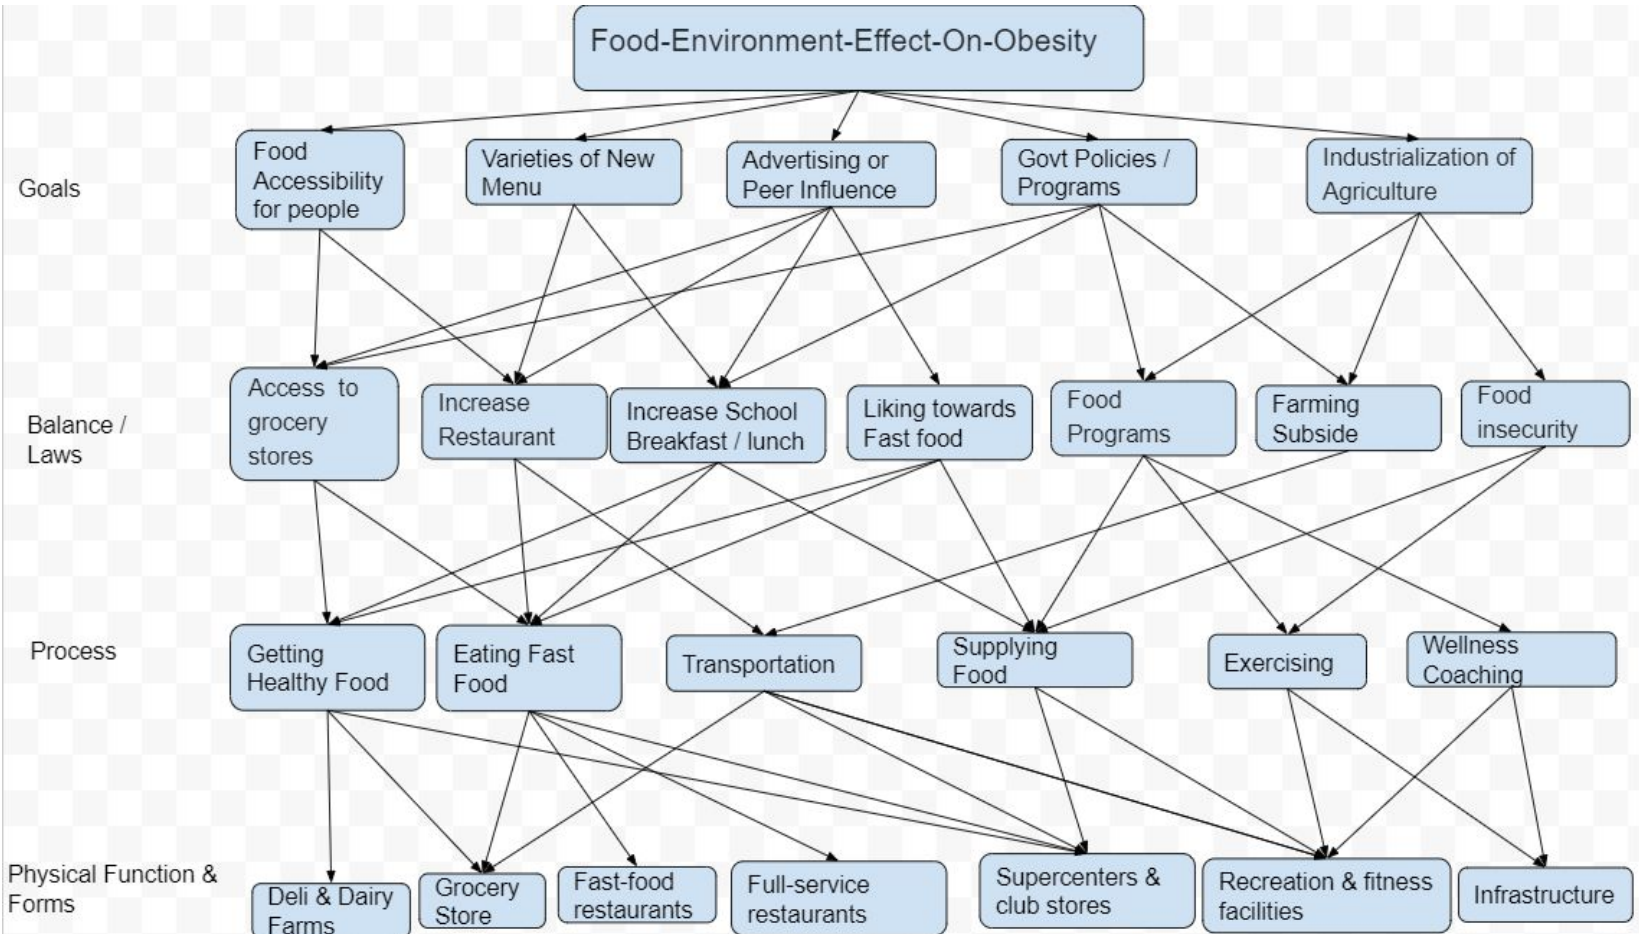 Food-Environment-Effect-On-Obesity
Goals
Food
Accessibility
for people
Varieties of New
Menu
Advertising or
Peer Influence
Govt Policies /
Programs
Industrialization of
Agriculture
Balance /
Laws
Access to
grocery
stores
Increase
Restaurant
Increase School
Breakfast / lunch
Liking towards
Fast food
Food
Programs
Farming
Subside
Food
insecurity
Process
Getting
Healthy Food
Eating Fast
Food
Transportation
Supplying
Food
Exercising
Wellness
Coaching
Physical Function &
Forms
Deli & Dairy
Farms
Grocery
Store
Fast-food
restaurants
Full-service
restaurants
Supercenters &
club stores
Recreation & fitness
facilities
Infrastructure